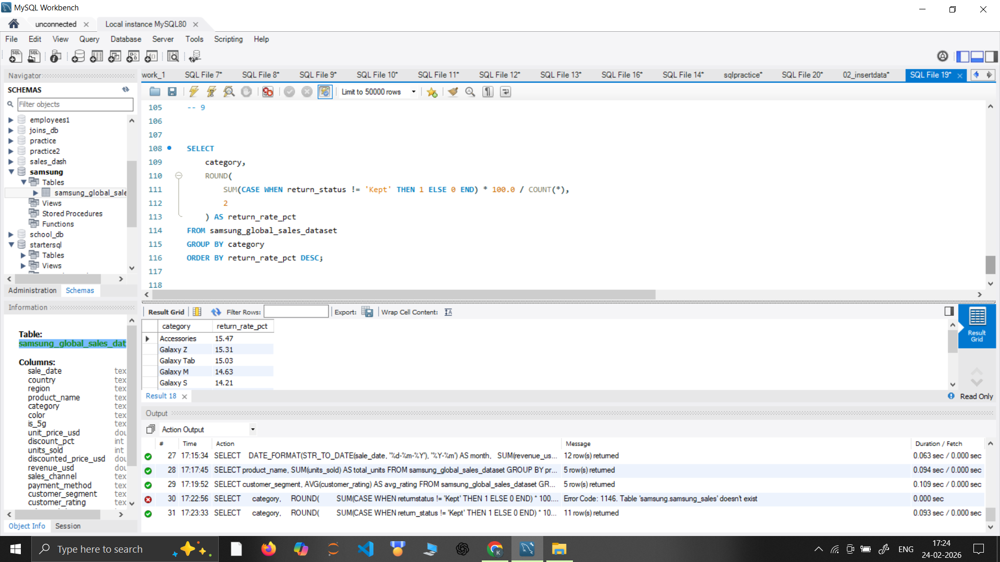 MySQL Workbench
unconnected
Local instance MySQL80
File Edit View Query Database Server Tools Scripting Help
Navigator
SCHEMAS
Filter objects
employees1
joins_db
practice
practice2
sales_dash
samsung
Tables
samsung_global_sale
Views
Stored Procedures
Functions
school_db
startersql
Tables
Views
Administration Schemas
Information
Table:
samsung_global_sales_dat
Columns:
sale_date tex
country tex
region tex
product_name tex
category tex
color tex
is_5g tex
unit_price_usd dou
discount_pct int
units_sold int
discounted_price_usd dou
revenue_usd dou
sales_channel tex
payment_method tex
customer_segment tex
customer_rating tex
Object Info Session
work_1 SQL File 7* SQL File 8* SQL File 9* SQL File 10* SQL File 11* SQL File 12* SQL File 13* SQL File 16* SQL File 14* sqlpractice* SQL File 20* 02_insertdata* SQL File 19*
Limit to 50000 rows
105 -- 9
106
107
108 SELECT
109 category,
110 ROUND(
111 SUM(CASE WHEN return_status != 'Kept' THEN 1 ELSE 0 END) * 100.0 / COUNT(*),
112 2
113 ) AS return_rate_pct
114 FROM samsung_global_sales_dataset
115 GROUP BY category
116 ORDER BY return_rate_pct DESC;
117
118
Result Grid Filter Rows: Export: Wrap Cell Content:
category return_rate_pct
Accessories 15.47
Galaxy Z 15.31
Galaxy Tab 15.03
Galaxy M 14.63
Galaxy S 14.21
Result Grid
Result 18
Read Only
Output
Action Output
# Time Action Message Duration / Fetch
27 17:15:34 SELECT DATE_FORMAT(STR_TO_DATE(sale_date, '%d-%m-%Y'), '%Y-%m') AS month, SUM(revenue_us... 12 row(s) returned 0.063 sec / 0.000 sec
28 17:17:45 SELECT product_name, SUM(units_sold) AS total_units FROM samsung_global_sales_dataset GROUP BY pr... 5 row(s) returned 0.094 sec / 0.000 sec
29 17:19:52 SELECT customer_segment, AVG(customer_rating) AS avg_rating FROM samsung_global_sales_dataset GR... 5 row(s) returned 0.109 sec / 0.000 sec
30 17:22:56 SELECT category, ROUND( SUM(CASE WHEN returnstatus != 'Kept' THEN 1 ELSE 0 END) * 100.... Error Code: 1146. Table 'samsung.samsung_sales' doesn't exist 0.000 sec
31 17:23:33 SELECT category, ROUND( SUM(CASE WHEN return_status != 'Kept' THEN 1 ELSE 0 END) * 10... 11 row(s) returned 0.093 sec / 0.000 sec
Type here to search
ENG
17:24
24-02-2026